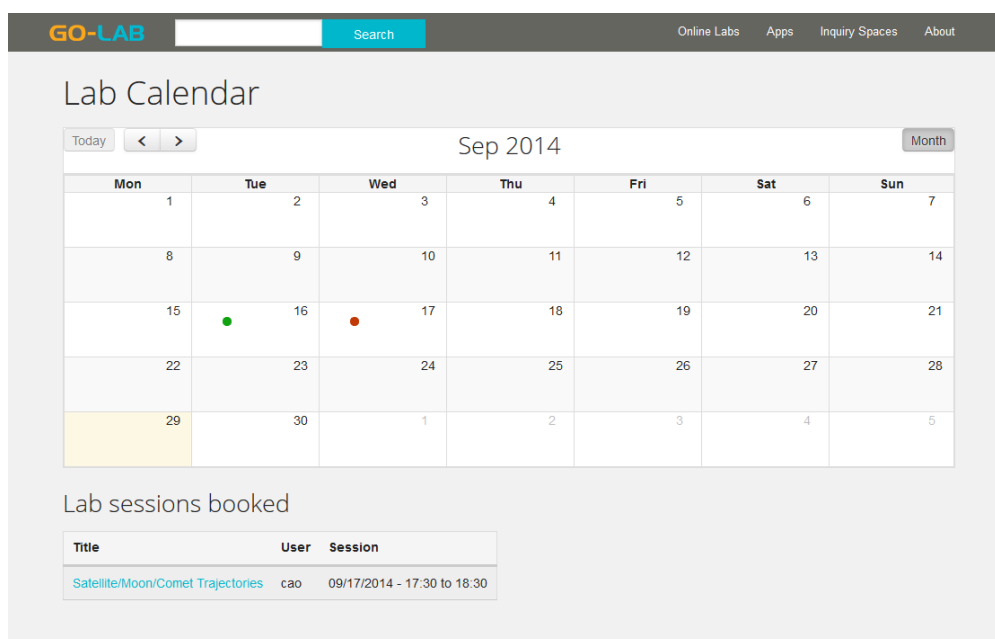 GO-LAB Search Online Labs Apps Inquiry Spaces About
Lab Calendar
Today < > Sep 2014 Month
Mon Tue Wed Thu Fri Sat Sun
1 2 3 4 5 6 7
8 9 10 11 12 13 14
15 16 17 18 19 20 21
22 23 24 25 26 27 28
29 30 1 2 3 4 5
Lab sessions booked
Title User Session
Satellite/Moon/Comet Trajectories cao 09/17/2014 - 17:30 to 18:30